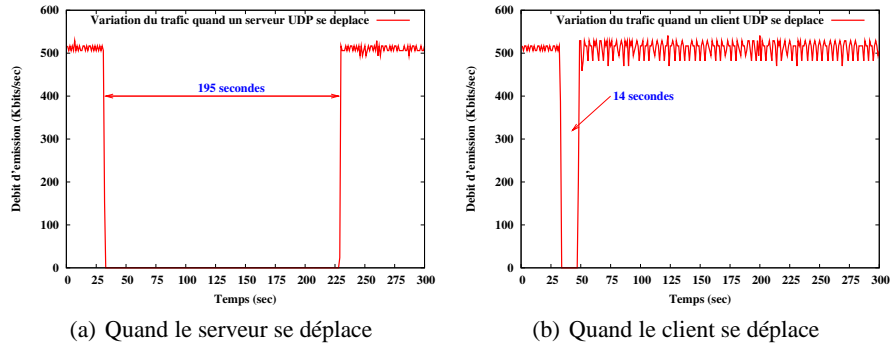 Variation du trafic quand un serveur UDP se deplace
600
500
400
300
200
100
0
Debit d'emission (Kbits/sec)
195 secondes
0 25 50 75 100 125 150 175 200 225 250 275 300
Temps (sec)
(a) Quand le serveur se déplace
Variation du trafic quand un client UDP se deplace
600
500
400
300
200
100
0
Debit d'emission (Kbits/sec)
14 secondes
0 25 50 75 100 125 150 175 200 225 250 275 300
Temps (sec)
(b) Quand le client se déplace